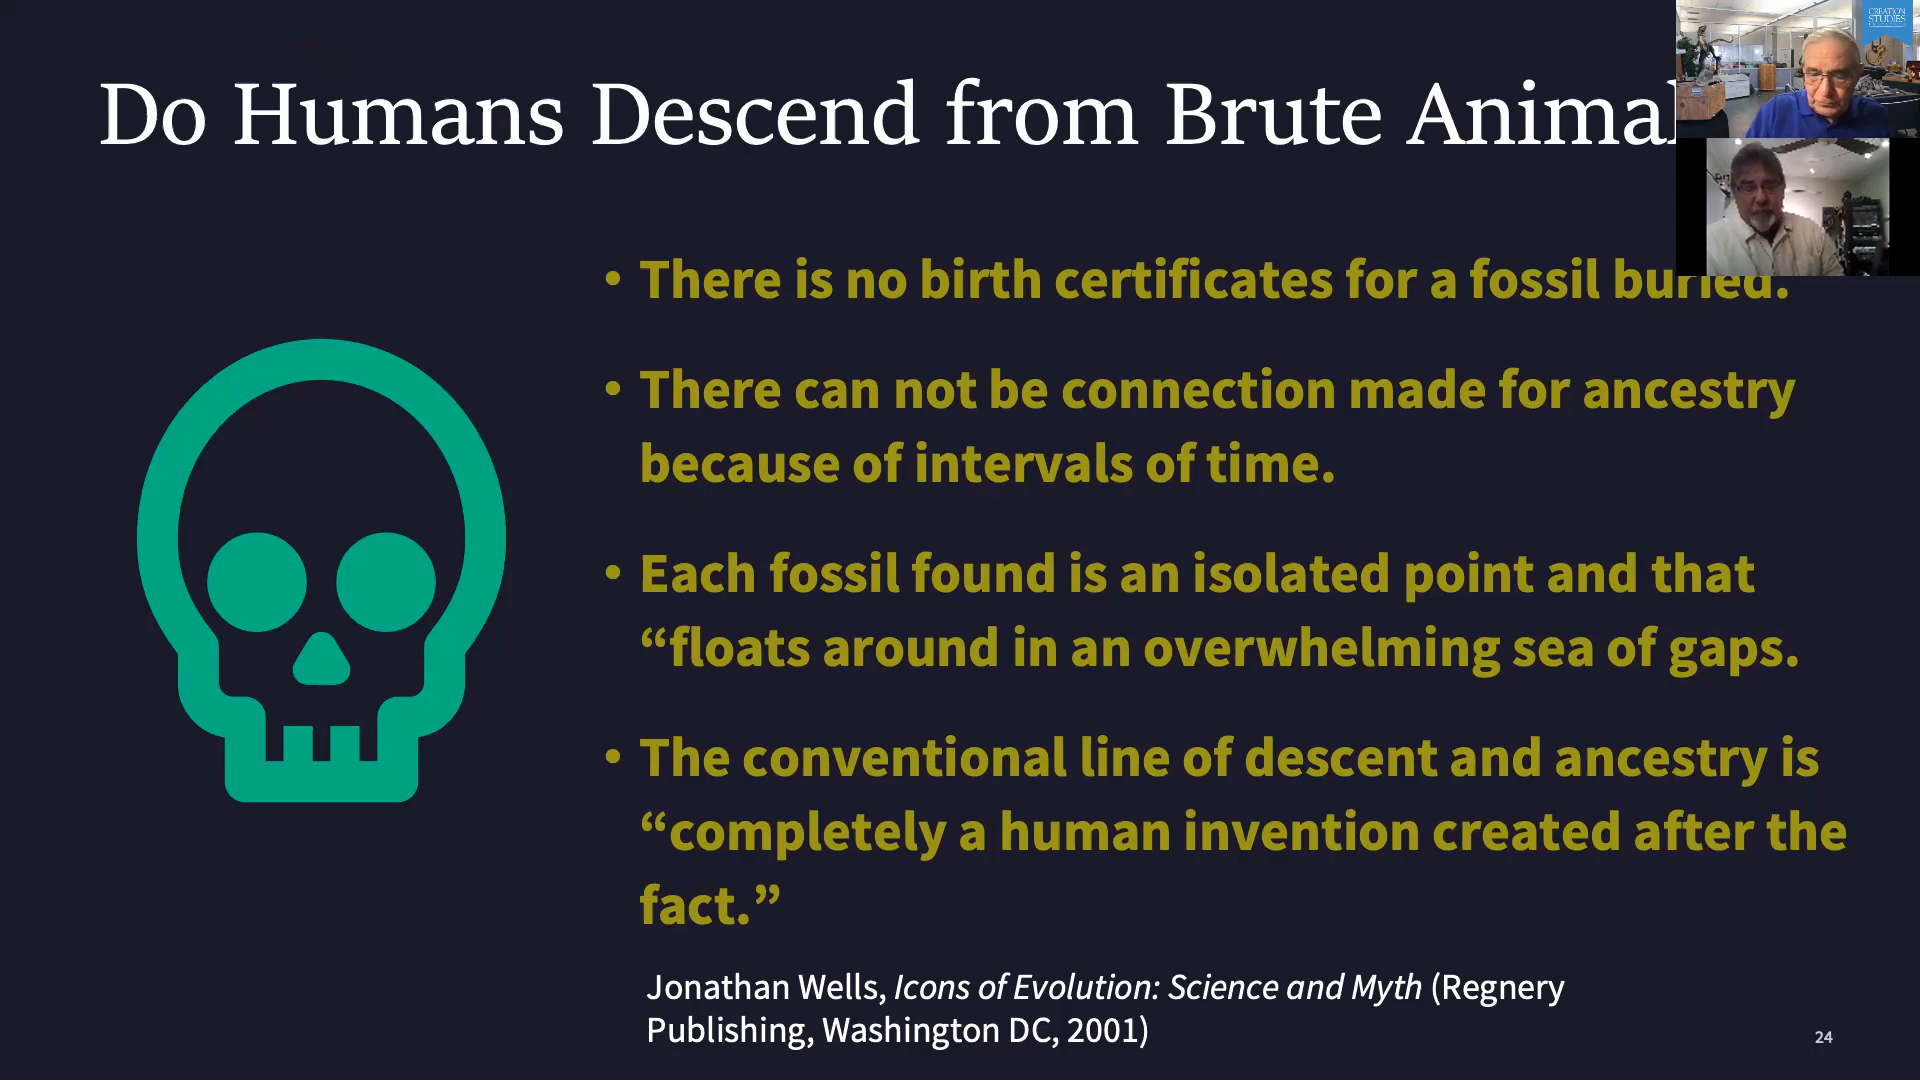 Do Humans Descend from Brute Animal
CREATION
STUDIES
• There is no birth certificates for a fossil buried.
• There can not be connection made for ancestry
because of intervals of time.
• Each fossil found is an isolated point and that
“floats around in an overwhelming sea of gaps.
• The conventional line of descent and ancestry is
“completely a human invention created after the
fact.”
Jonathan Wells, Icons of Evolution: Science and Myth (Regnery
Publishing, Washington DC, 2001)
24